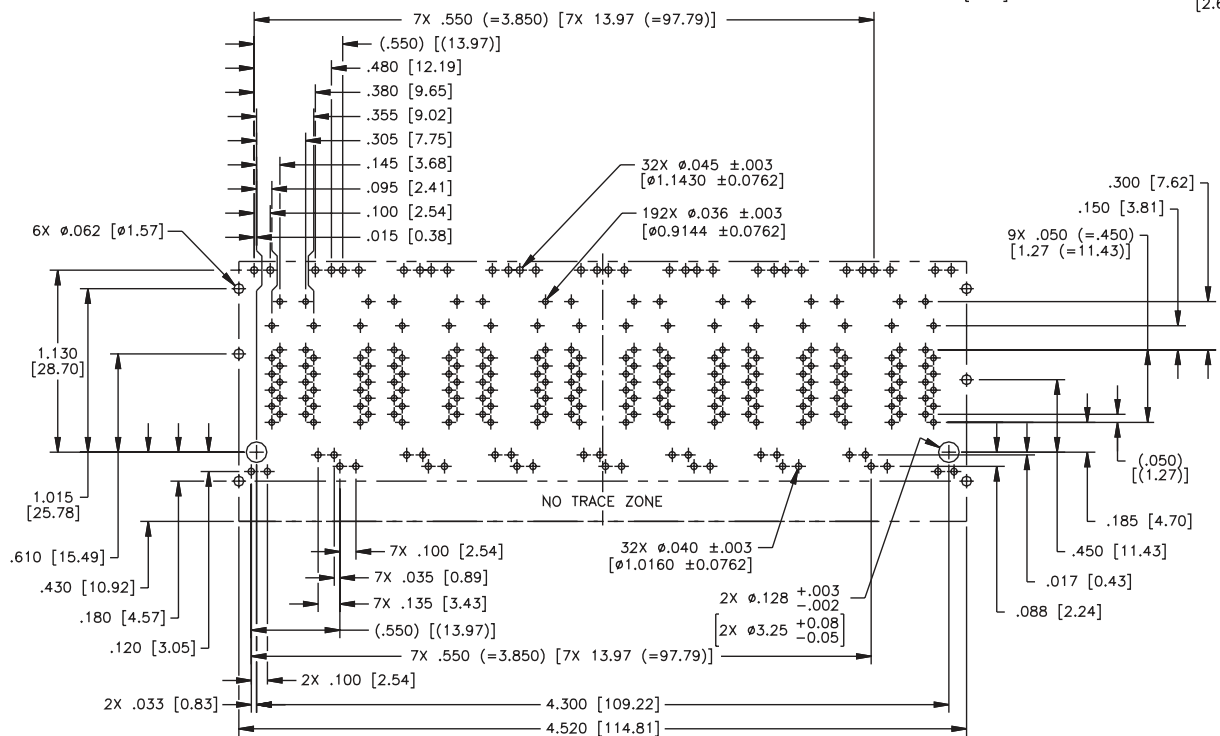 [2.6
7X .550 (=3.850) [7X 13.97 (=97.79)]
(.550) [(13.97)]
.480 [12.19]
.380 [9.65]
.355 [9.02]
.305 [7.75]
.145 [3.68]
.095 [2.41]
.100 [2.54]
.015 [0.38]
32X ø.045 ±.003
[ø1.1430 ±0.0762]
192X ø.036 ±.003
[ø0.9144 ±0.0762]
.300 [7.62]
.150 [3.81]
9X .050 (=.450)
[1.27 (=11.43)]
6X ø.062 [ø1.57]
1.130
[28.70]
1.015
[25.78]
.610 [15.49]
.430 [10.92]
.180 [4.57]
.120 [3.05]
NO TRACE ZONE
(.050)
[(1.27)]
.185 [4.70]
.450 [11.43]
.017 [0.43]
.088 [2.24]
7X .100 [2.54]
7X .035 [0.89]
7X .135 [3.43]
(.550) [(13.97)]
32X ø.040 ±.003
[ø1.0160 ±0.0762]
2X ø.128 +.003
-.002
[2X ø3.25 +0.08
-0.05]
7X .550 (=3.850) [7X 13.97 (=97.79)]
2X .100 [2.54]
2X .033 [0.83]
4.300 [109.22]
4.520 [114.81]